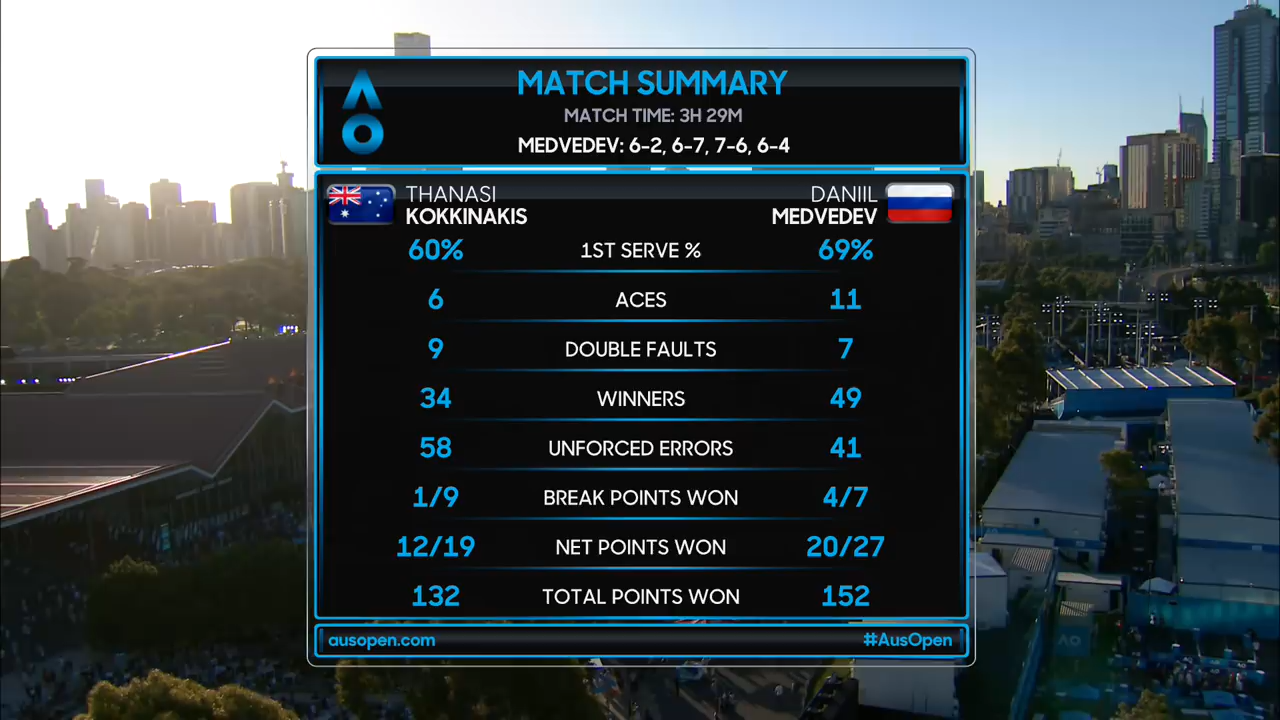 AO
MATCH SUMMARY
MATCH TIME: 3H 29M
MEDVEDEV: 6-2, 6-7, 7-6, 6-4
THANASI KOKKINAKIS
DANIIL MEDVEDEV
60% 1ST SERVE % 69%
6 ACES 11
9 DOUBLE FAULTS 7
34 WINNERS 49
58 UNFORCED ERRORS 41
1/9 BREAK POINTS WON 4/7
12/19 NET POINTS WON 20/27
132 TOTAL POINTS WON 152
ausopen.com #AusOpen
AO